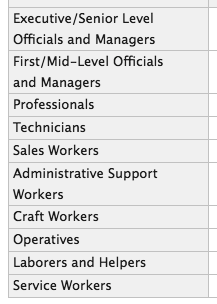 Executive/Senior Level
Officials and Managers
First/Mid-Level Officials
and Managers
Professionals
Technicians
Sales Workers
Administrative Support
Workers
Craft Workers
Operatives
Laborers and Helpers
Service Workers